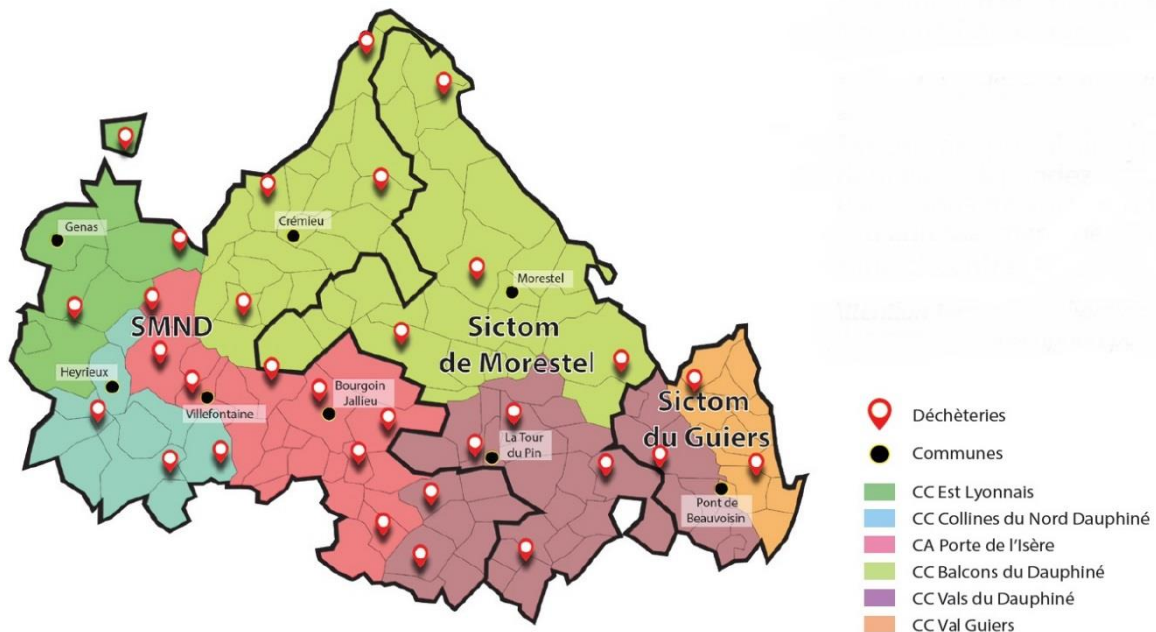 Genas
Crémieu
Morestel
SMND
Sictom
de Morestel
Heyrieux
Villefontaine
Bourgoin
Jallieu
Sictom
du Guiers
La Tour
du Pin
Pont de
Beauvoisin
Déchèteries
Communes
CC Est Lyonnais
CC Collines du Nord Dauphiné
CA Porte de l'Isère
CC Balcons du Dauphiné
CC Vals du Dauphiné
CC Val Guiers